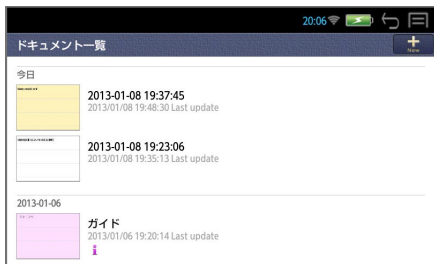 20:06
ドキュメント一覧
New
今日
2013-01-08 19:37:45
2013/01/08 19:48:30 Last update
2013-01-08 19:23:06
2013/01/08 19:35:13 Last update
2013-01-06
ガイド
2013/01/06 19:20:14 Last update
i